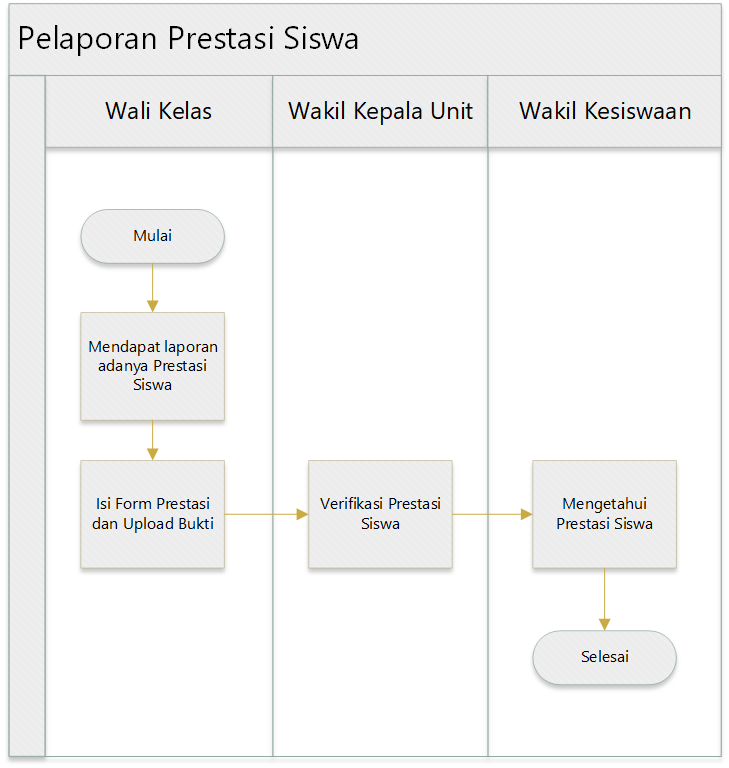 Pelaporan Prestasi Siswa
Wali Kelas
Wakil Kepala Unit
Wakil Kesiswaan
Mulai
Mendapat laporan
adanya Prestasi
Siswa
Isi Form Prestasi
dan Upload Bukti
Verifikasi Prestasi
Siswa
Mengetahui
Prestasi Siswa
Selesai